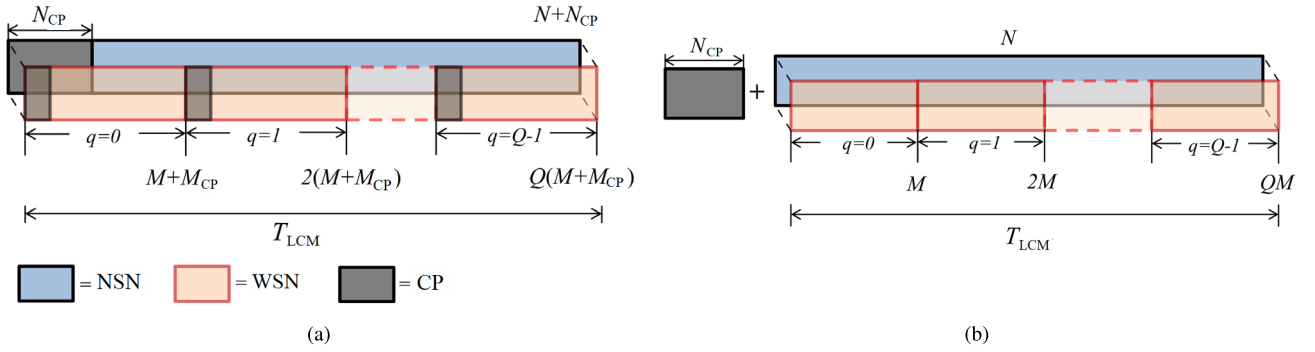 N_CP
N+N_CP
q=0
q=1
q=Q-1
M+M_CP
2(M+M_CP)
Q(M+M_CP)
T_LCM
= NSN
= WSN
= CP
(a)
N_CP
N
+
q=0
q=1
q=Q-1
M
2M
QM
T_LCM
(b)